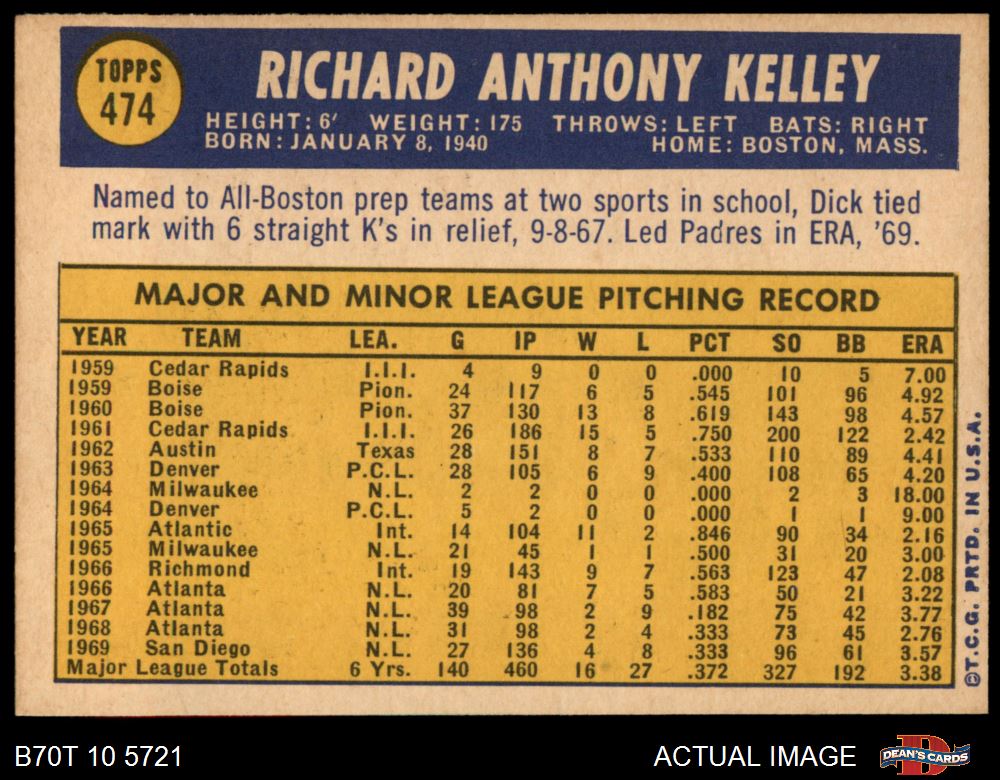 TOPPS
474
RICHARD ANTHONY KELLEY
HEIGHT: 6' WEIGHT: 175 THROWS: LEFT BATS: RIGHT
BORN: JANUARY 8, 1940 HOME: BOSTON, MASS.
Named to All-Boston prep teams at two sports in school, Dick tied
mark with 6 straight K's in relief, 9-8-67. Led Padres in ERA, '69.
MAJOR AND MINOR LEAGUE PITCHING RECORD
YEAR TEAM LEA. G IP W L PCT SO BB ERA
1959 Cedar Rapids I.I.I. 4 9 0 0 .000 10 5 7.00
1959 Boise Pion. 24 117 6 5 .545 101 96 4.92
1960 Boise Pion. 37 130 13 8 .619 143 98 4.57
1961 Cedar Rapids I.I.I. 26 186 15 5 .750 200 122 2.42
1962 Austin Texas 28 151 8 7 .533 110 89 4.41
1963 Denver P.C.L. 28 105 6 9 .400 108 65 4.20
1964 Milwaukee N.L. 2 2 0 0 .000 2 3 18.00
1964 Denver P.C.L. 5 2 0 0 .000 1 1 9.00
1965 Atlantic Int. 14 104 11 2 .846 90 34 2.16
1965 Milwaukee N.L. 21 45 1 1 .500 31 20 3.00
1966 Richmond Int. 19 143 9 7 .563 123 47 2.08
1966 Atlanta N.L. 20 81 7 5 .583 50 21 3.22
1967 Atlanta N.L. 39 98 2 9 .182 75 42 3.77
1968 Atlanta N.L. 31 98 2 4 .333 73 45 2.76
1969 San Diego N.L. 27 136 4 8 .333 96 61 3.57
Major League Totals 6 Yrs. 140 460 16 27 .372 327 192 3.38
©T.C.G. PRTD. IN U.S.A.
B70T 10 5721
ACTUAL IMAGE
DEAN'S CARDS